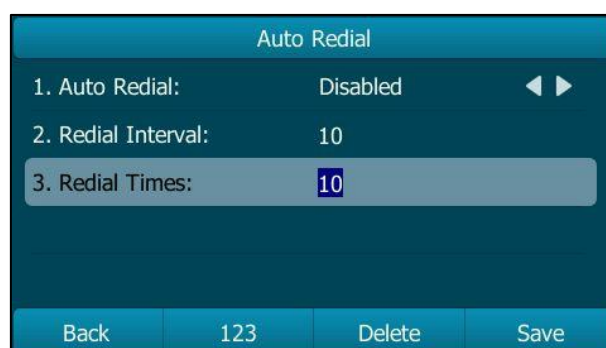 Auto Redial
1. Auto Redial: Disabled
2. Redial Interval: 10
3. Redial Times: 10
Back 123 Delete Save